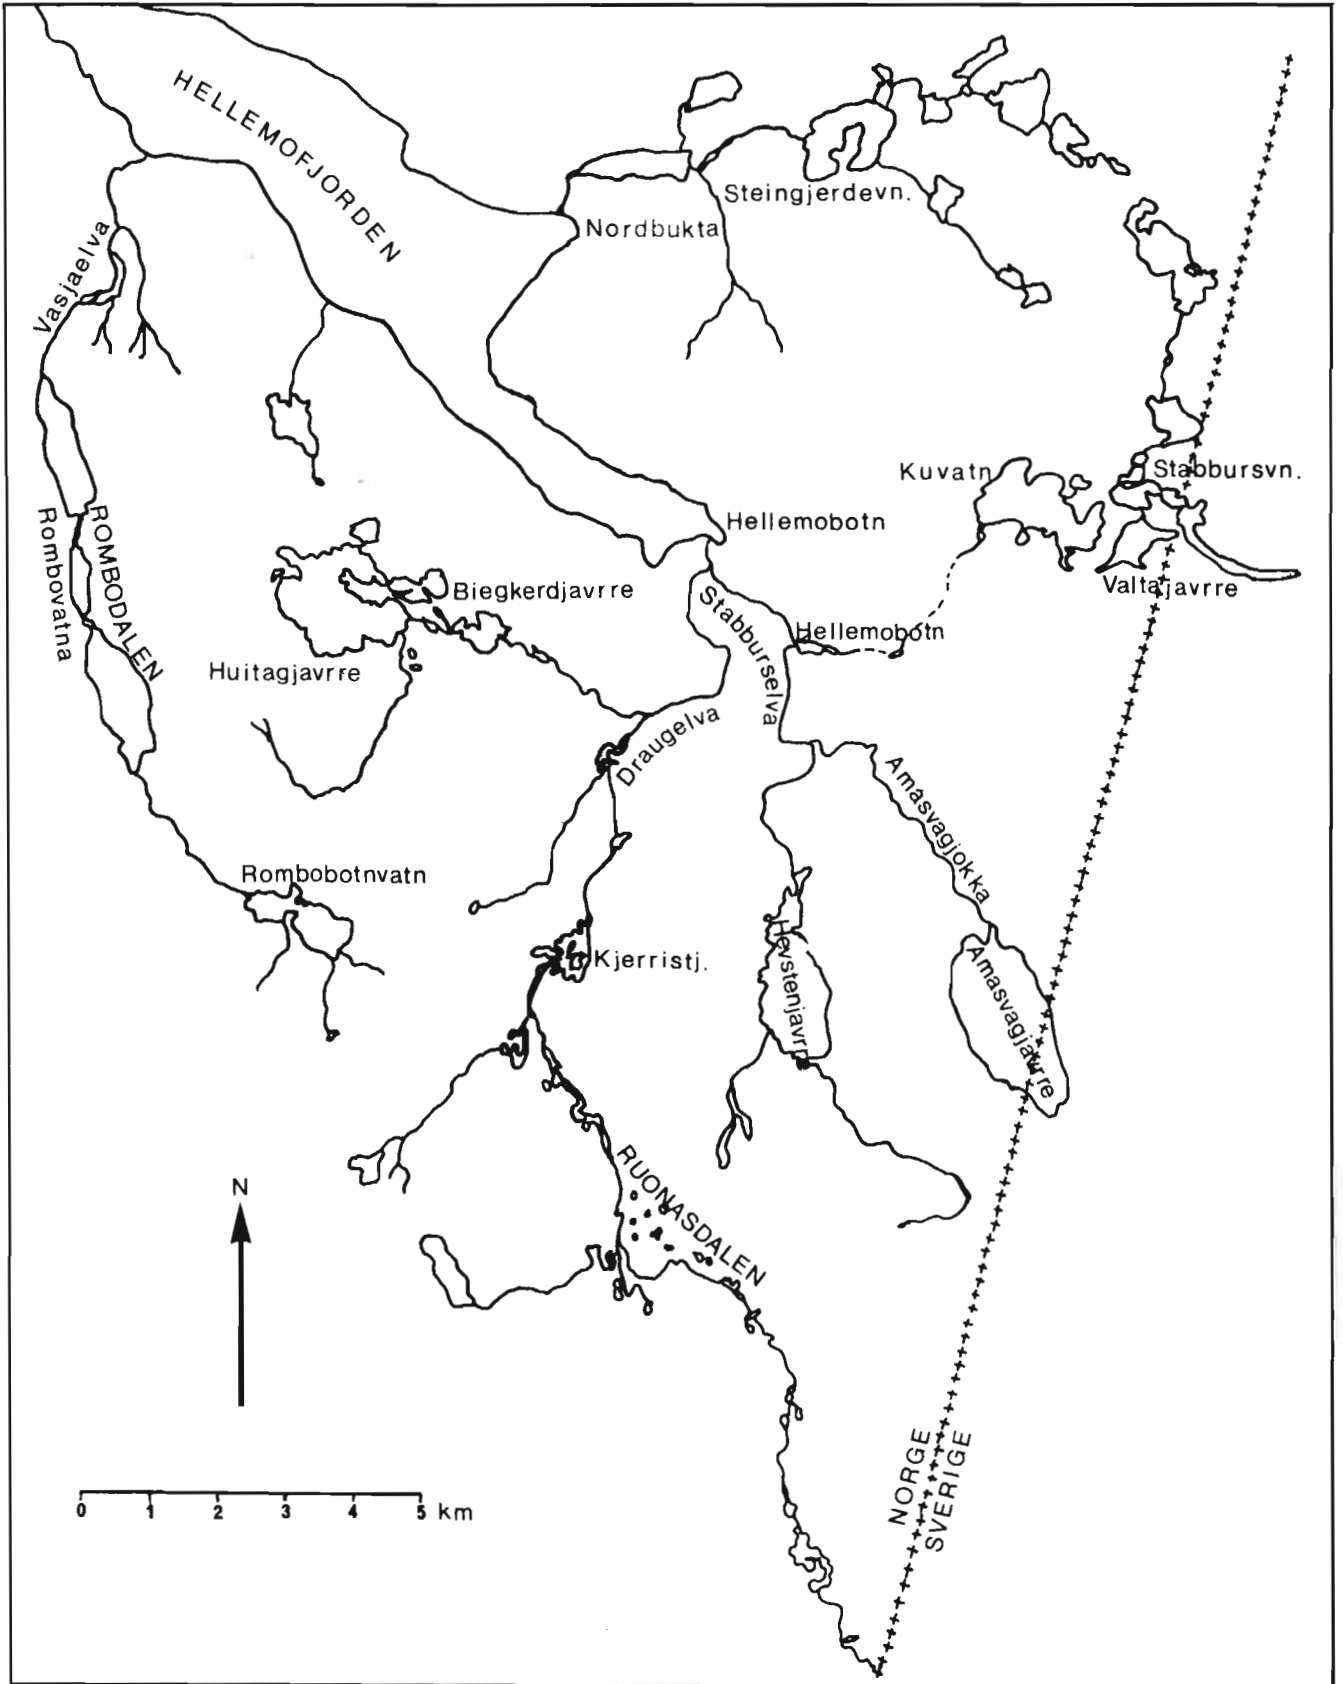 HELLEMOFJORDEN
Steingjerdevn.
Nordbukta
Vasjaelva
Kuvatn
Stabbursvn.
Hellemobotn
ROMBODALEN
Rombovatna
Biegkerdjavrre
Valtajavrre
Stabburselva
Hellemobotn
Huitagjavrre
Draugelva
Amasvagjokka
Rombobotnvatn
Kjerristj.
Hevstenjavrre
Amasvagjavrre
RUONASDALEN
N
NORGE
SVERIGE
0 1 2 3 4 5 km